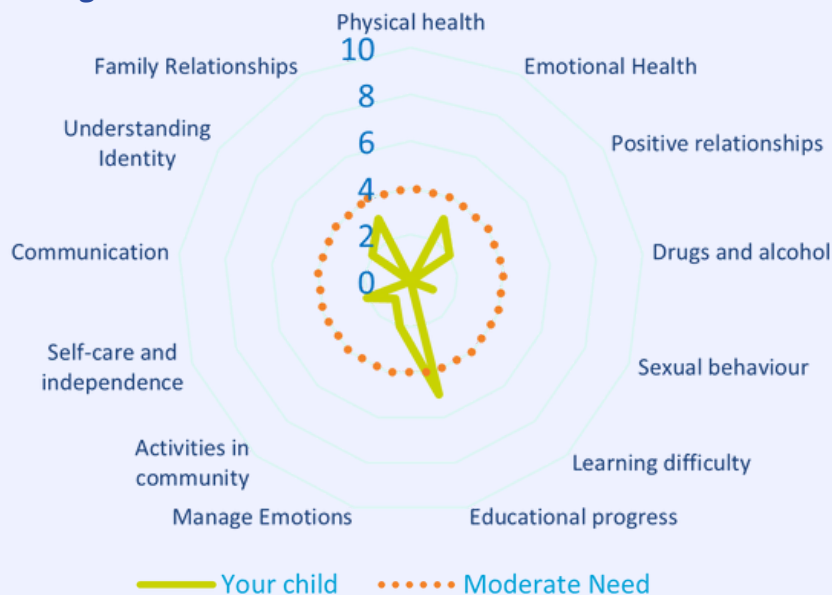 Physical health
10
Family Relationships
Emotional Health
8
Understanding
Identity
Positive relationships
6
4
2
Communication
Drugs and alcohol
0
Self-care and
independence
Sexual behaviour
Activities in
community
Learning difficulty
Manage Emotions
Educational progress
Your child
Moderate Need